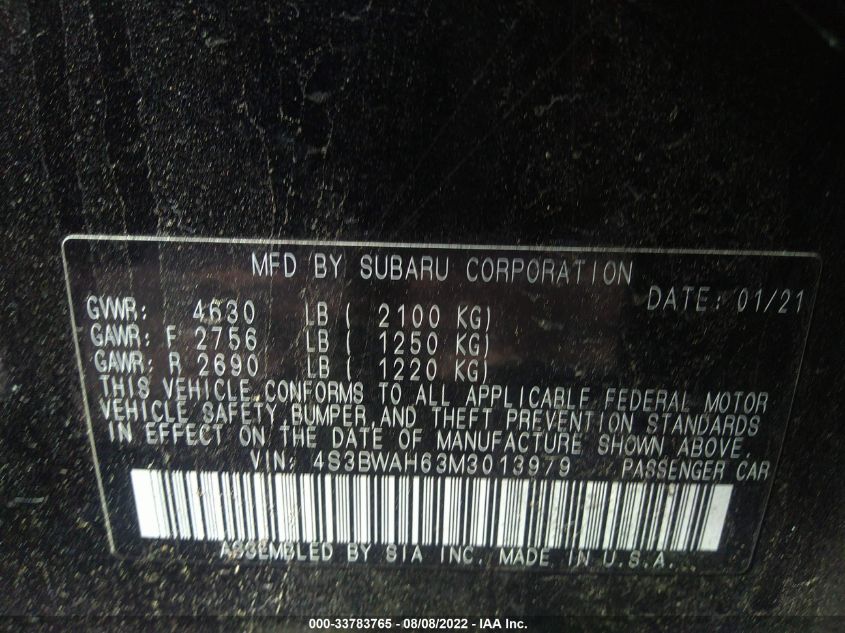 MFD BY SUBARU CORPORATION
DATE: 01/21
GVWR: 4630 LB ( 2100 KG)
GAWR: F 2756 LB ( 1250 KG)
GAWR: R 2690 LB ( 1220 KG)
THIS VEHICLE CONFORMS TO ALL APPLICABLE FEDERAL MOTOR
VEHICLE SAFETY BUMPER, AND THEFT PREVENTION STANDARDS
IN EFFECT ON THE DATE OF MANUFACTURE SHOWN ABOVE.
VIN: 4S3BWAH63M3013979 PASSENGER CAR
ASSEMBLED BY SIA INC. MADE IN U.S.A.
000-33783765 - 08/08/2022 - IAA Inc.